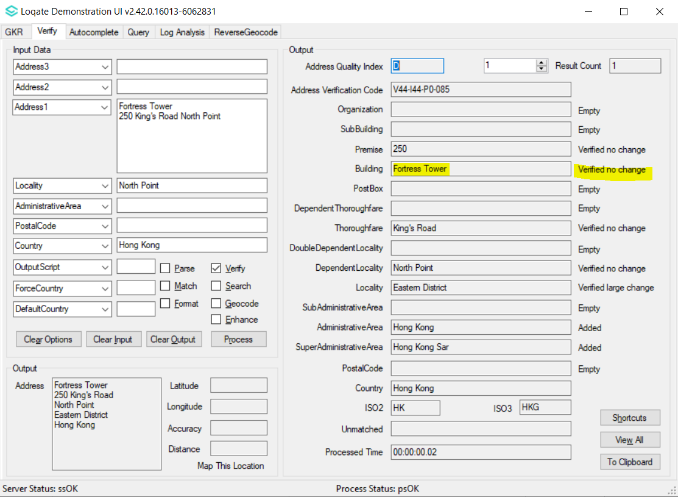 Loqate Demonstration UI v2.42.0.16013-6062831
GKR Verify Autocomplete Query Log Analysis ReverseGeocode
Input Data
Address3
Address2
Address1
Fortress Tower
250 King's Road North Point
Locality North Point
AdministrativeArea
PostalCode
Country Hong Kong
OutputScript Parse Verify
ForceCountry Match Search
DefaultCountry Format Geocode
Enhance
Clear Options Clear Input Clear Output Process
Output
Address
Fortress Tower
250 King's Road
North Point
Eastern District
Hong Kong
Latitude
Longitude
Accuracy
Distance
Map This Location
Output
Address Quality Index D 1 Result Count 1
Address Verification Code V44-I44-P0-085
Organization Empty
SubBuilding Empty
Premise 250 Verified no change
Building Fortress Tower Verified no change
PostBox Empty
DependentThoroughfare Empty
Thoroughfare King's Road Verified no change
DoubleDependentLocality Empty
DependentLocality North Point Verified no change
Locality Eastern District Verified large change
SubAdministrativeArea Empty
AdministrativeArea Hong Kong Added
SuperAdministrativeArea Hong Kong Sar Added
PostalCode Empty
Country Hong Kong
ISO2 HK ISO3 HKG
Unmatched
Processed Time 00:00:00.02
Shortcuts
View All
To Clipboard
Server Status: ssOK Process Status: psOK